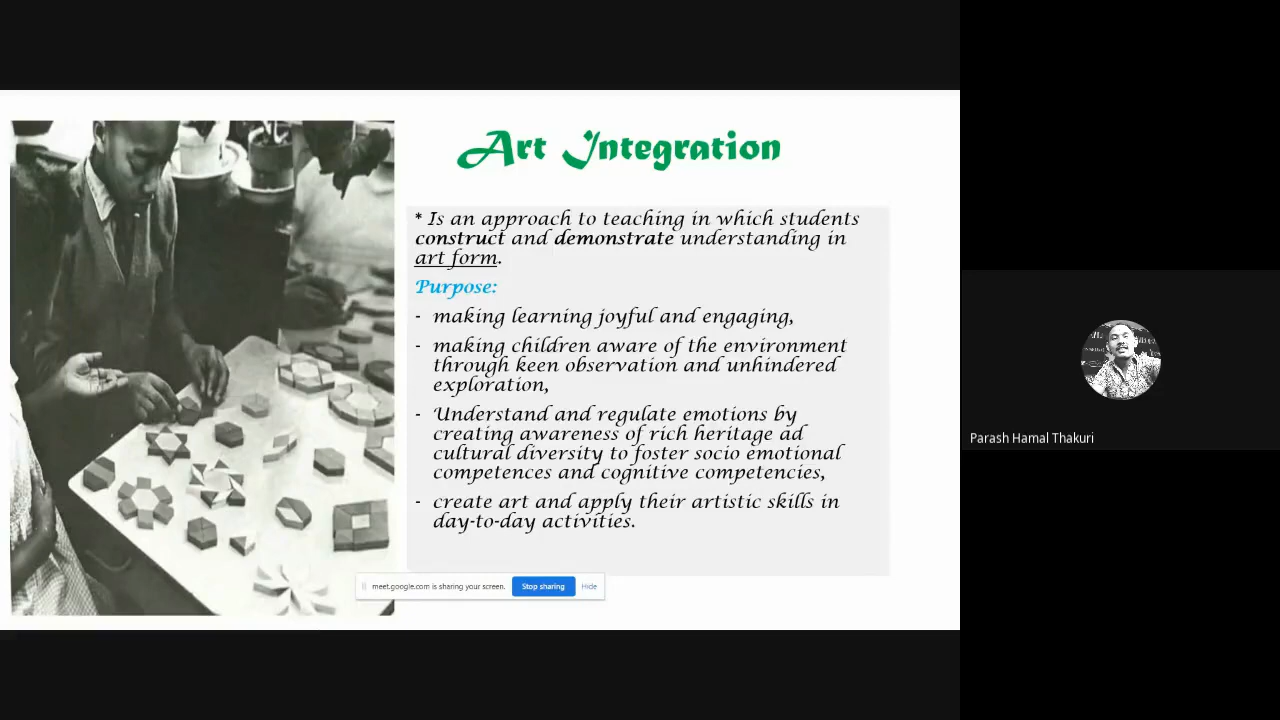 Art Integration
* Is an approach to teaching in which students
construct and demonstrate understanding in
art form.
Purpose:
- making learning joyful and engaging,
- making children aware of the environment
through keen observation and unhindered
exploration,
- Understand and regulate emotions by
creating awareness of rich heritage ad
cultural diversity to foster socio emotional
competences and cognitive competencies,
- create art and apply their artistic skills in
day-to-day activities.
meet.google.com is sharing your screen. Stop sharing Hide
Parash Hamal Thakuri